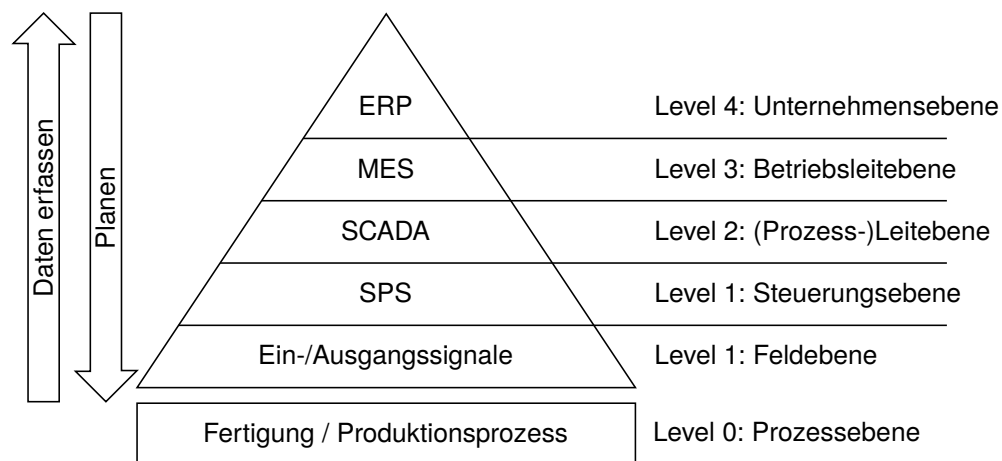 Daten erfassen
Planen
ERP
Level 4: Unternehmensebene
MES
Level 3: Betriebsleitebene
SCADA
Level 2: (Prozess-)Leitebene
SPS
Level 1: Steuerungsebene
Ein-/Ausgangssignale
Level 1: Feldebene
Fertigung / Produktionsprozess
Level 0: Prozessebene